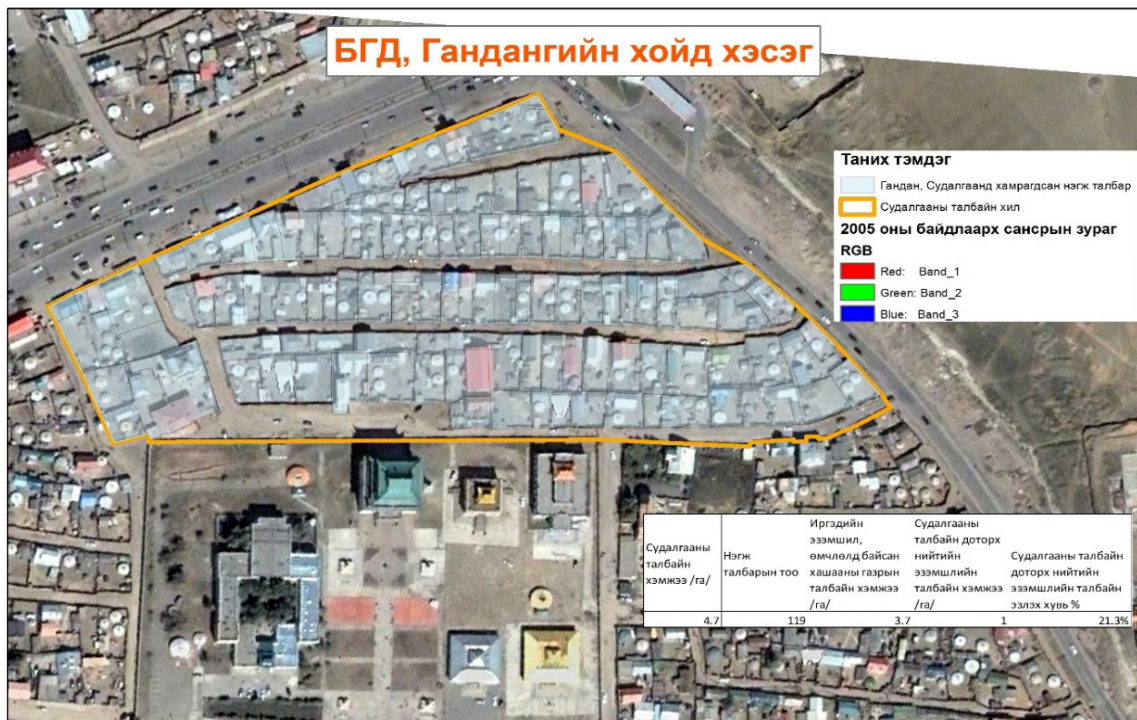 БГД, Гандангийн хойд хэсэг
Таних тэмдэг
Гандан, Судалгаанд хамрагдсан нэгж талбар
Судалгааны талбайн хил
2005 оны байдлаарх сансрын зураг
RGB
Red: Band_1
Green: Band_2
Blue: Band_3
Судалгааны талбайн хэмжээ /га/
Нэгж талбарын тоо
Иргэдийн эзэмшил, өмчлөлд байсан хашааны газрын талбайн хэмжээ /га/
Судалгааны талбайн доторх нийтийн эзэмшлийн талбайн хэмжээ /га/
Судалгааны талбайн доторх нийтийн эзэмшлийн талбайн эзлэх хувь %
4.7 119 3.7 1 21.3%